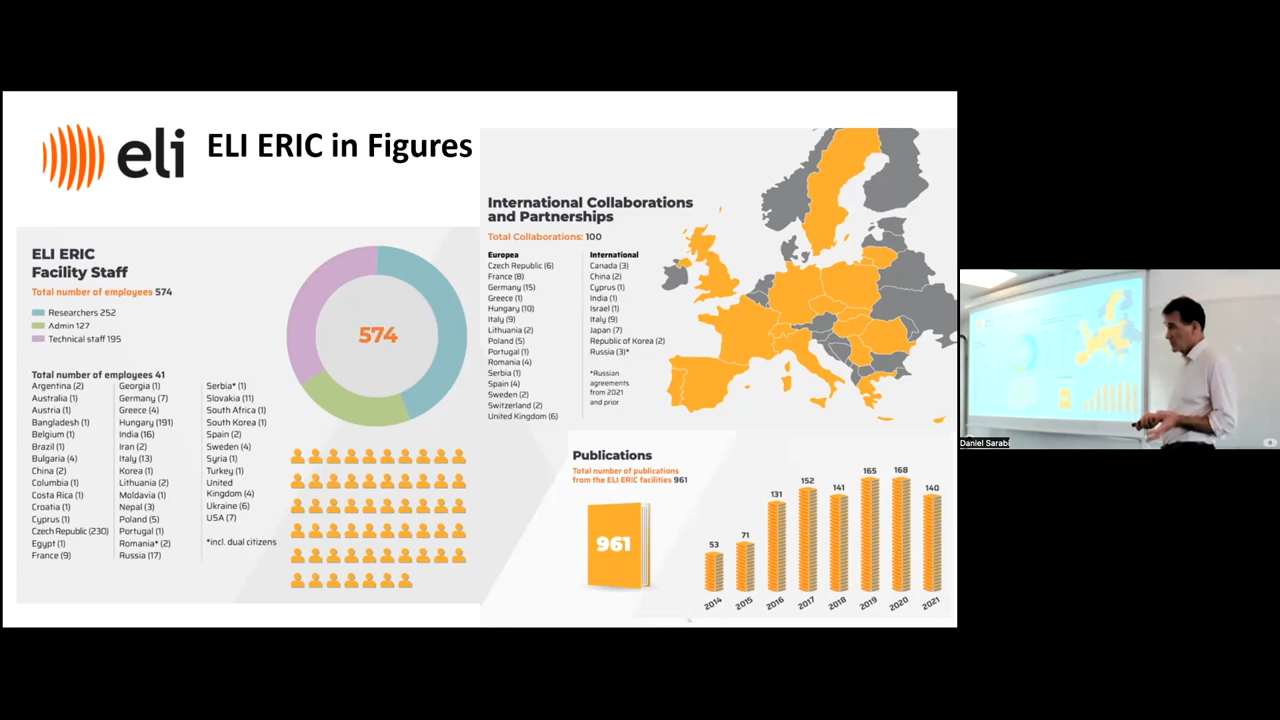 eli
ELI ERIC in Figures
ELI ERIC
Facility Staff
Total number of employees 574
Researchers 252
Admin 127
Technical staff 195
574
Total number of employees 41
Argentina (2)
Australia (1)
Austria (1)
Bangladesh (1)
Belgium (1)
Brazil (1)
Bulgaria (4)
China (2)
Columbia (1)
Costa Rica (1)
Croatia (1)
Cyprus (1)
Czech Republic (230)
Egypt (1)
France (9)
Georgia (1)
Germany (7)
Greece (4)
Hungary (191)
India (16)
Iran (2)
Italy (13)
Korea (1)
Lithuania (2)
Moldavia (1)
Nepal (3)
Poland (5)
Portugal (1)
Romania* (2)
Russia (17)
Serbia* (1)
Slovakia (11)
South Africa (1)
South Korea (1)
Spain (2)
Sweden (4)
Syria (1)
Turkey (1)
United
Kingdom (4)
Ukraine (6)
USA (7)
*incl. dual citizens
International Collaborations
and Partnerships
Total Collaborations: 100
Europea
Czech Republic (6)
France (8)
Germany (15)
Greece (1)
Hungary (10)
Italy (9)
Lithuania (2)
Poland (5)
Portugal (1)
Romania (4)
Serbia (1)
Spain (4)
Sweden (2)
Switzerland (2)
United Kingdom (6)
International
Canada (3)
China (2)
Cyprus (1)
India (1)
Israel (1)
Italy (9)
Japan (7)
Republic of Korea (2)
Russia (3)*
*Russian
agreements
from 2021
and prior
Publications
Total number of publications
from the ELI ERIC facilities 961
961
53
71
131
152
141
165
168
140
2014
2015
2016
2017
2018
2019
2020
2021
Daniel Sarabi